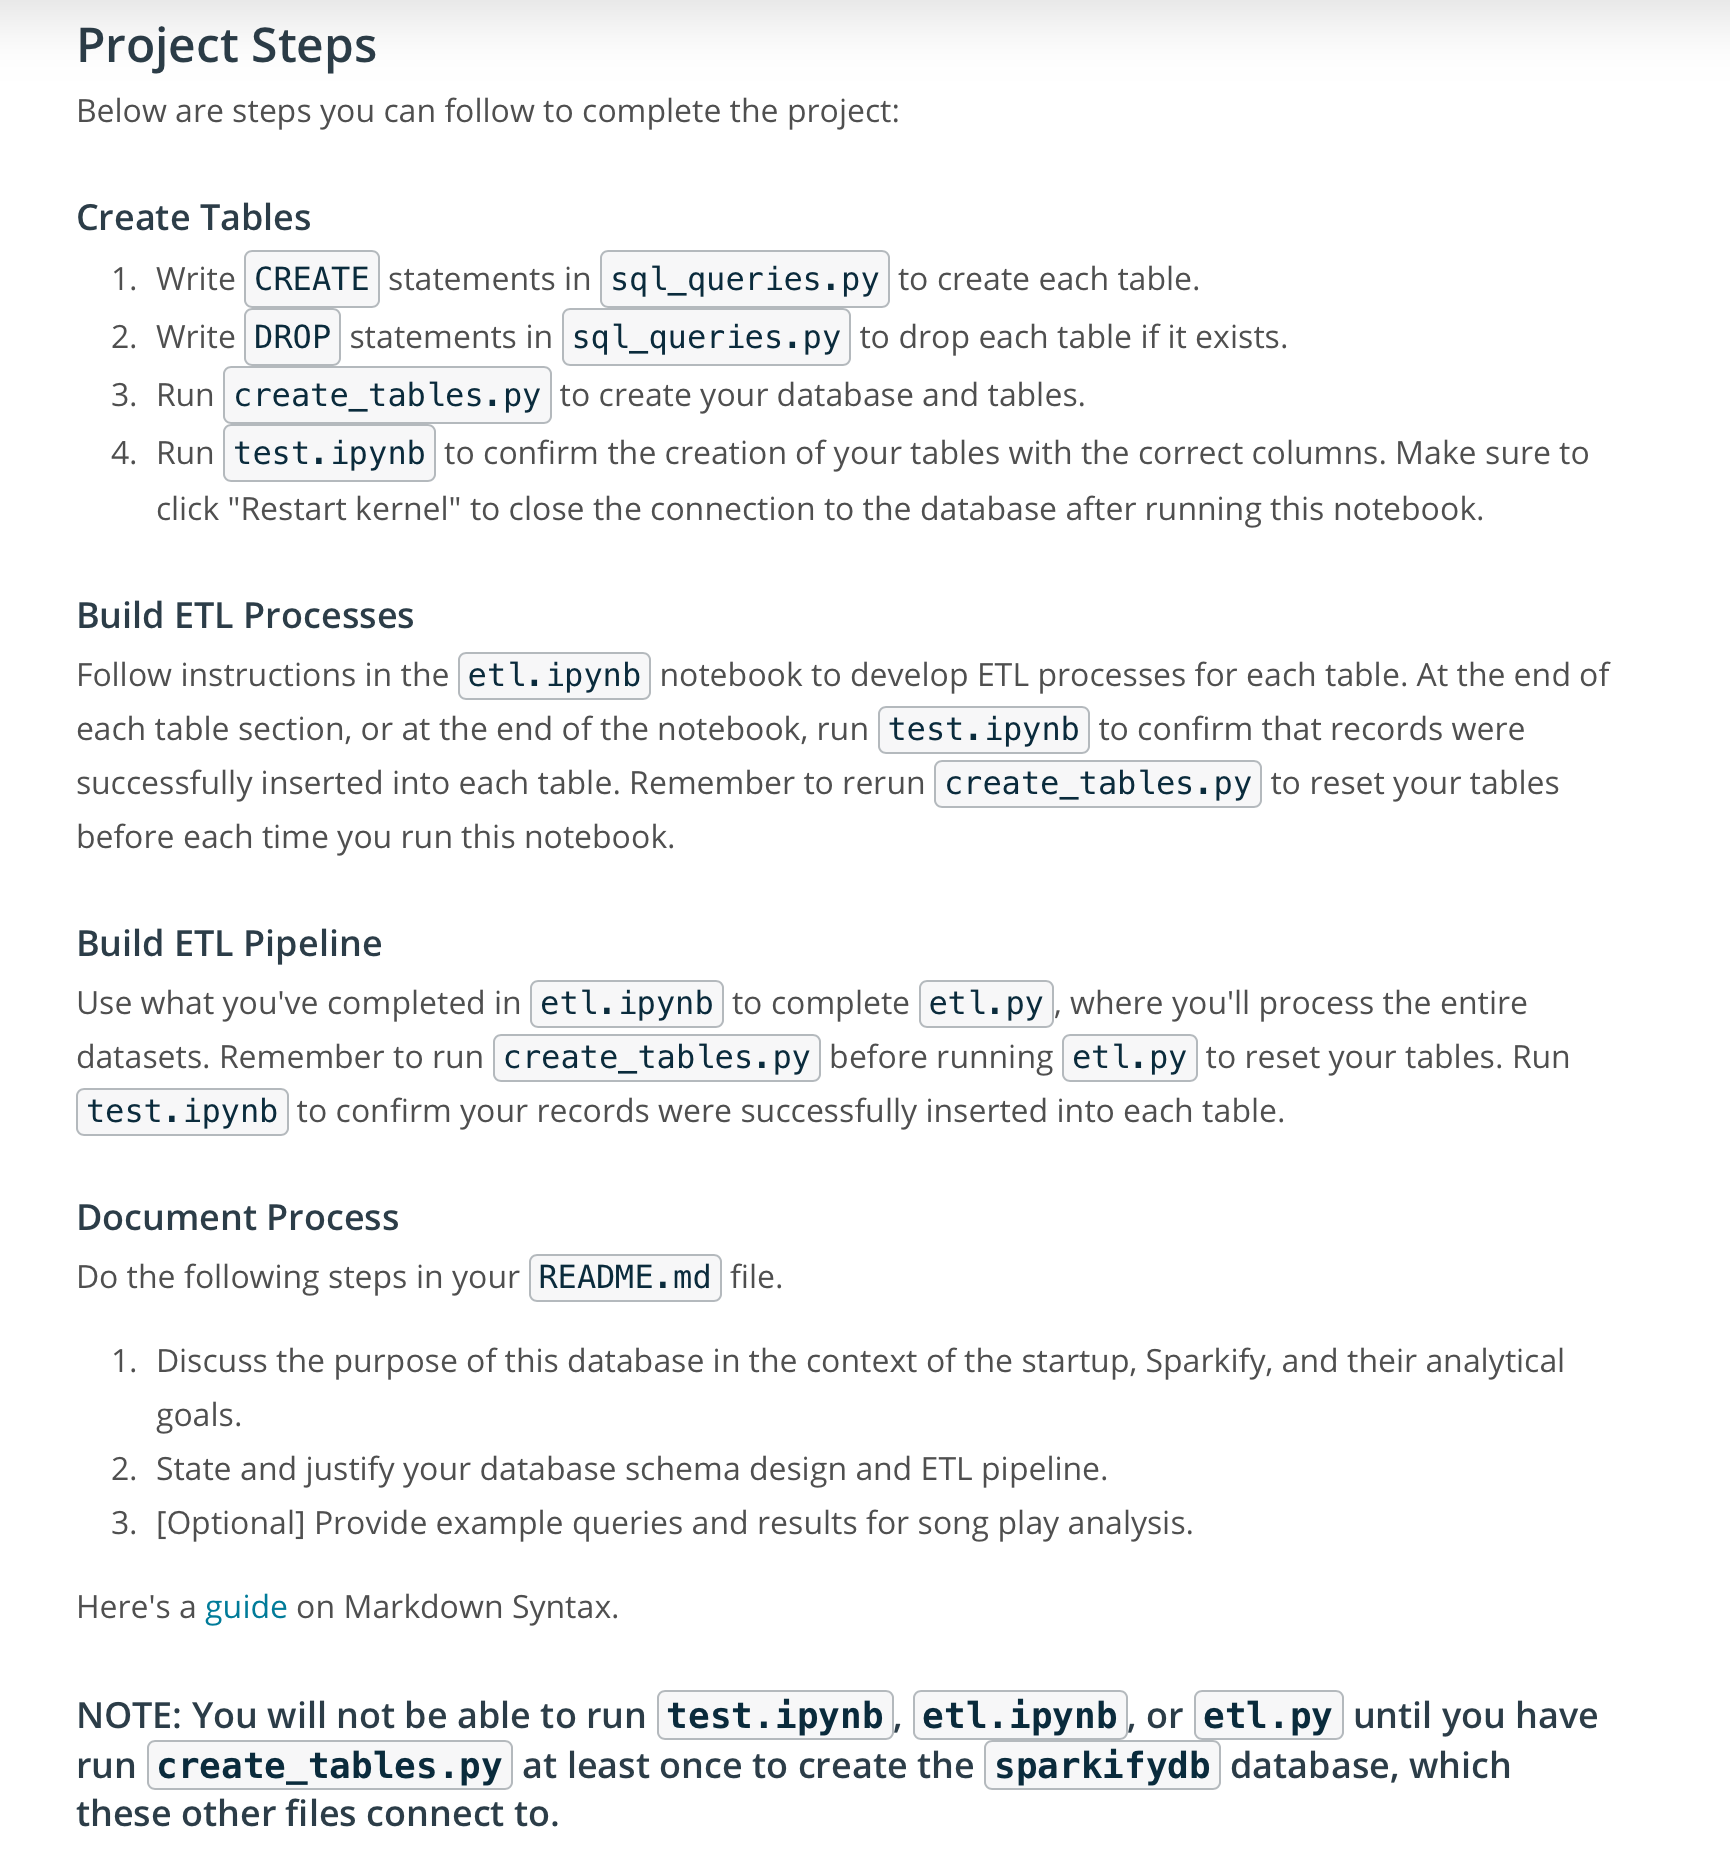 Project Steps
Below are steps you can follow to complete the project:
Create Tables
1. Write CREATE statements in sql_queries.py to create each table.
2. Write DROP statements in sql_queries.py to drop each table if it exists.
3. Run create_tables.py to create your database and tables.
4. Run test.ipynb to confirm the creation of your tables with the correct columns. Make sure to
click "Restart kernel" to close the connection to the database after running this notebook.
Build ETL Processes
Follow instructions in the etl.ipynb notebook to develop ETL processes for each table. At the end of
each table section, or at the end of the notebook, run test.ipynb to confirm that records were
successfully inserted into each table. Remember to rerun create_tables.py to reset your tables
before each time you run this notebook.
Build ETL Pipeline
Use what you've completed in etl.ipynb to complete etl.py, where you'll process the entire
datasets. Remember to run create_tables.py before running etl.py to reset your tables. Run
test.ipynb to confirm your records were successfully inserted into each table.
Document Process
Do the following steps in your README.md file.
1. Discuss the purpose of this database in the context of the startup, Sparkify, and their analytical
goals.
2. State and justify your database schema design and ETL pipeline.
3. [Optional] Provide example queries and results for song play analysis.
Here's a guide on Markdown Syntax.
NOTE: You will not be able to run test.ipynb, etl.ipynb, or etl.py until you have
run create_tables.py at least once to create the sparkifydb database, which
these other files connect to.